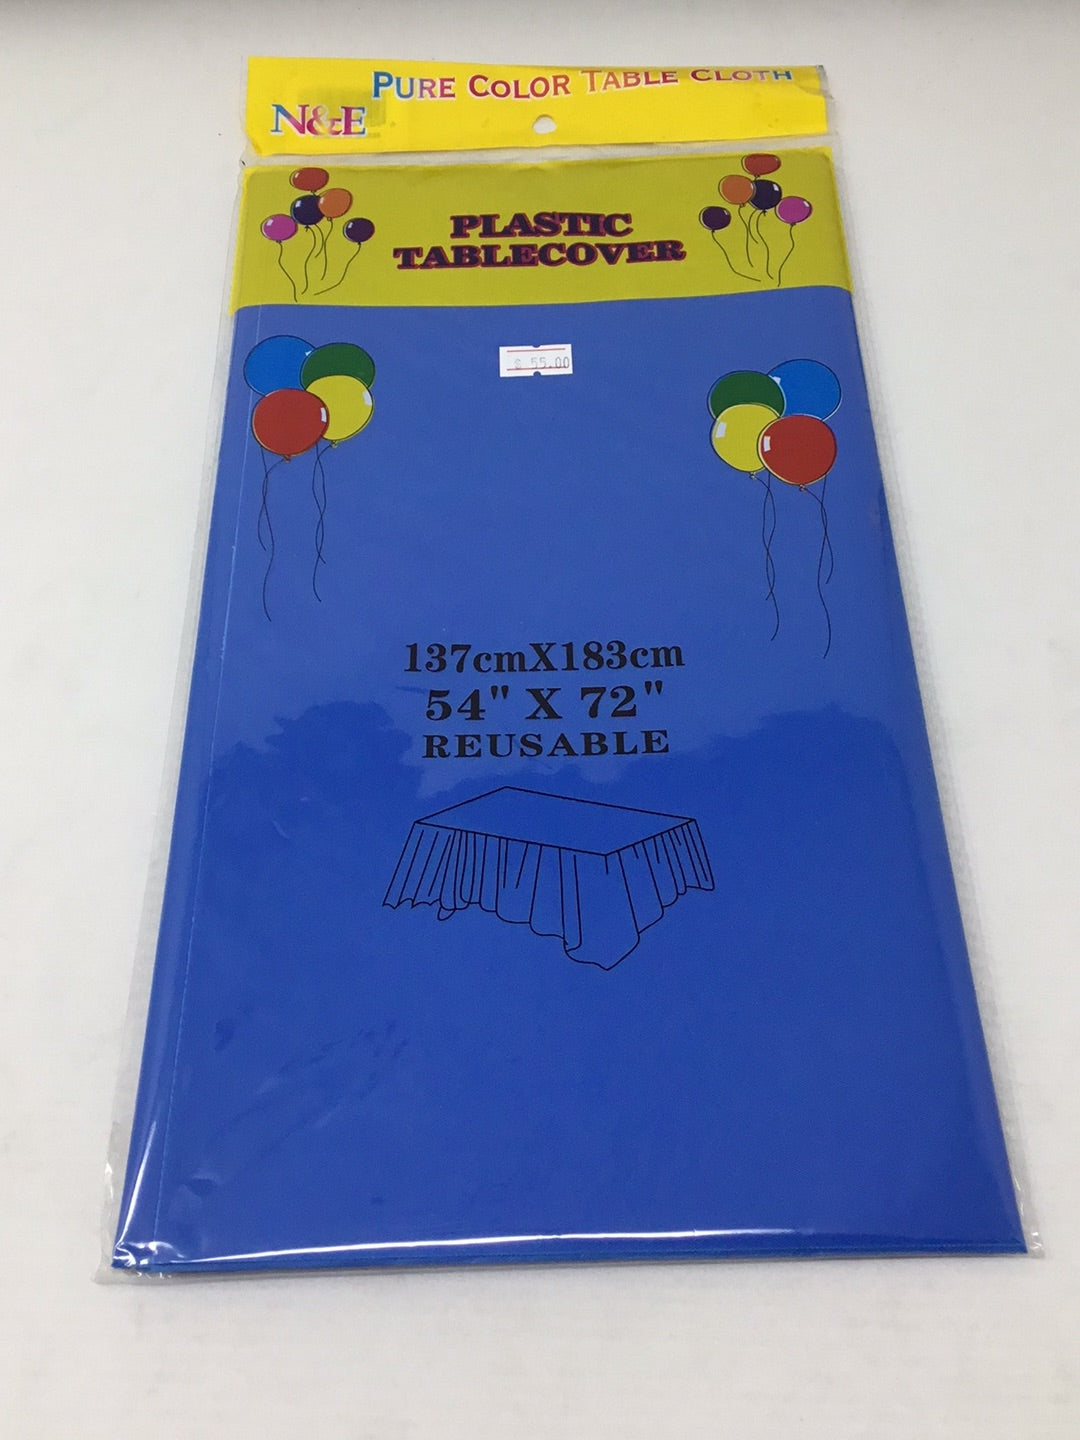 PURE COLOR TABLE CLOTH
N&E
PLASTIC
TABLECOVER
$ 55.00
137cmX183cm
54" X 72"
REUSABLE